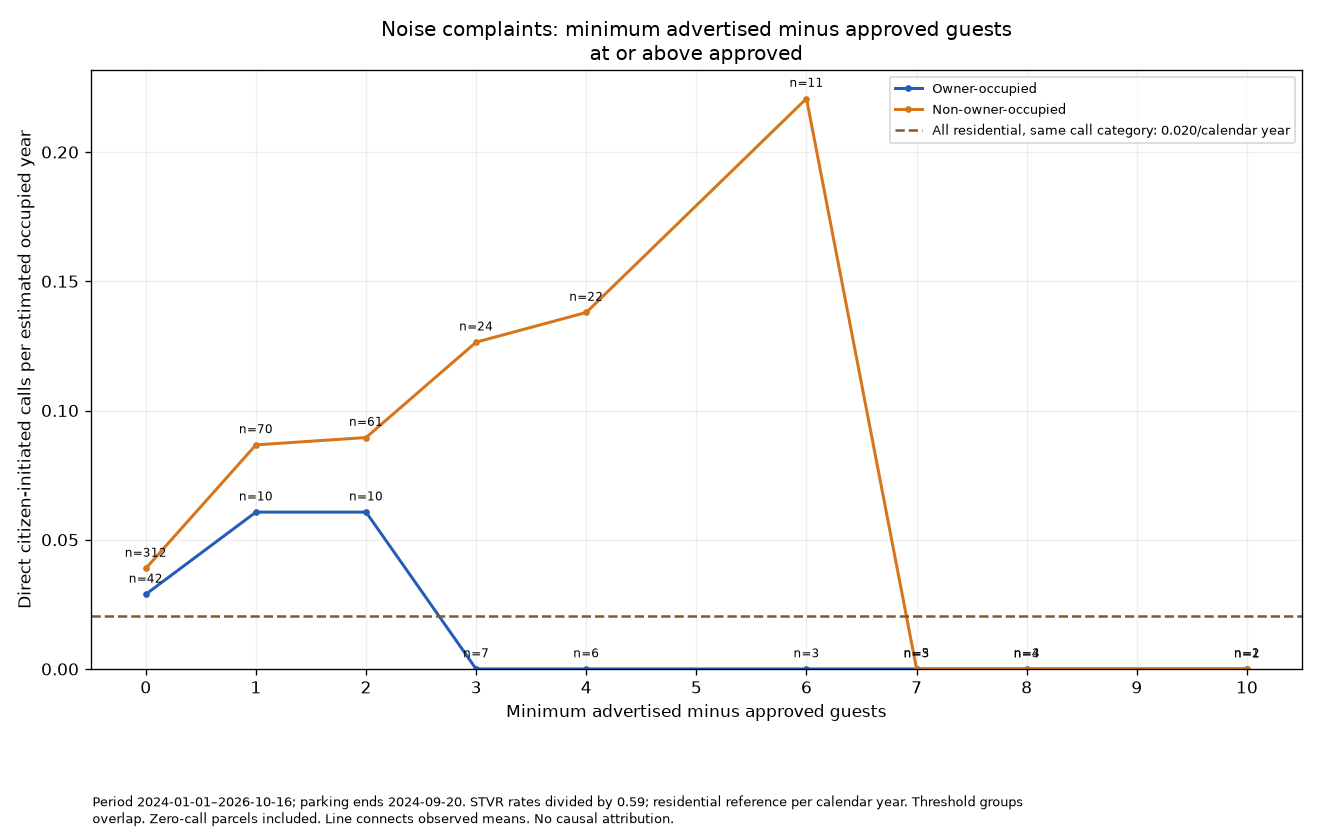 Noise complaints: minimum advertised minus approved guests
at or above approved
Direct citizen-initiated calls per estimated occupied year
0.20
0.15
0.10
0.05
0.00
Owner-occupied
Non-owner-occupied
All residential, same call category: 0.020/calendar year
n=11
n=22
n=24
n=61
n=70
n=10
n=10
n=312
n=42
n=7
n=6
n=3
0
1
2
3
4
5
6
7
8
9
10
Minimum advertised minus approved guests
Period 2024-01-01–2026-10-16; parking ends 2024-09-20. STVR rates divided by 0.59; residential reference per calendar year. Threshold groups
overlap. Zero-call parcels included. Line connects observed means. No causal attribution.